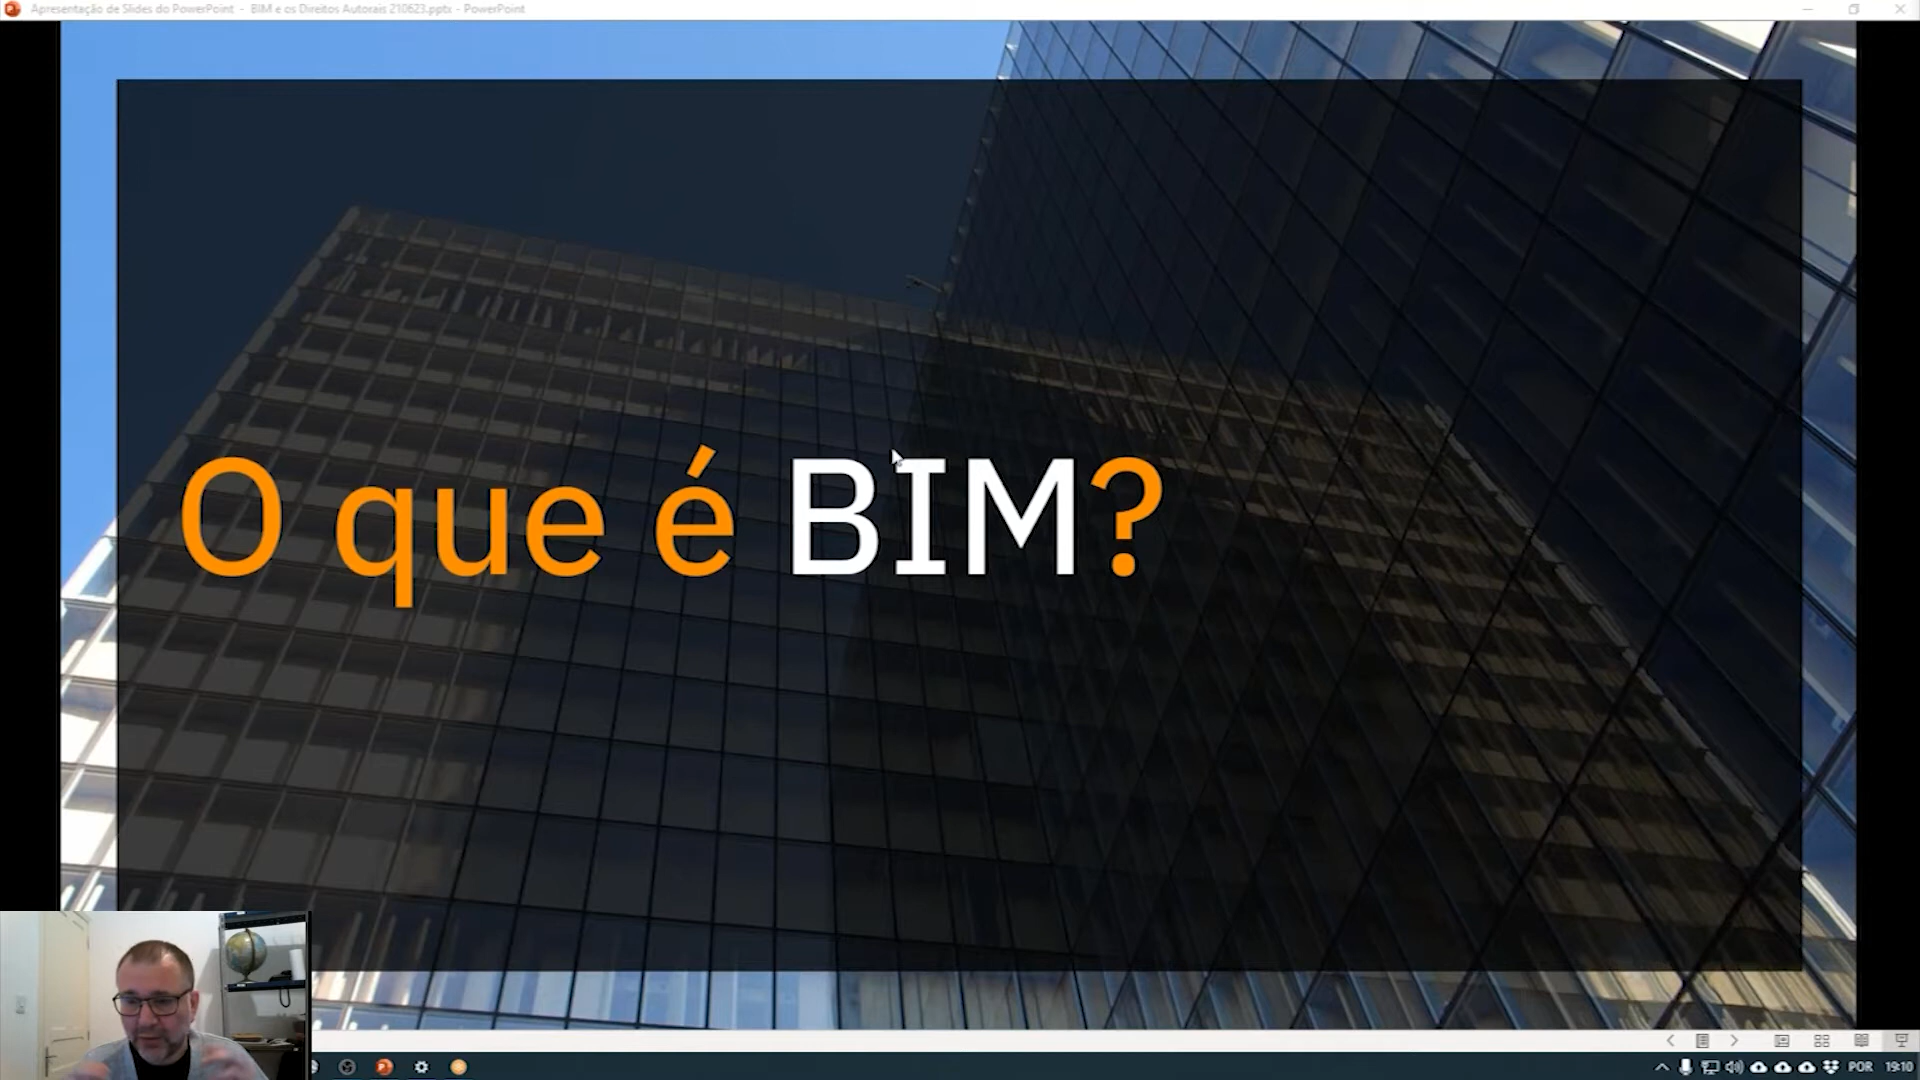 Apresentação de Slides do PowerPoint - BIM e os Direitos Autorais 210623.pptx - PowerPoint
O que é BIM?
POR 19:10